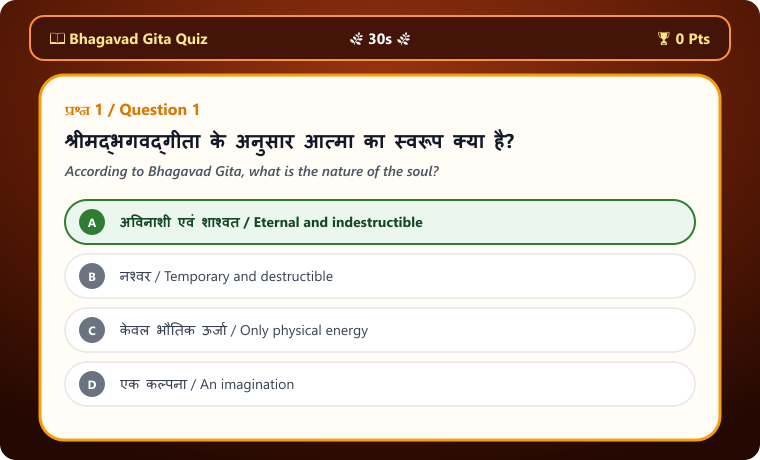 📖 Bhagavad Gita Quiz
🌿 30s 🌿
🏆 0 Pts
प्रश्न 1 / Question 1
श्रीमद्भगवद्गीता के अनुसार आत्मा का स्वरूप क्या है?
According to Bhagavad Gita, what is the nature of the soul?
A अविनाशी एवं शाश्वत / Eternal and indestructible
B नश्वर / Temporary and destructible
C केवल भौतिक ऊर्जा / Only physical energy
D एक कल्पना / An imagination